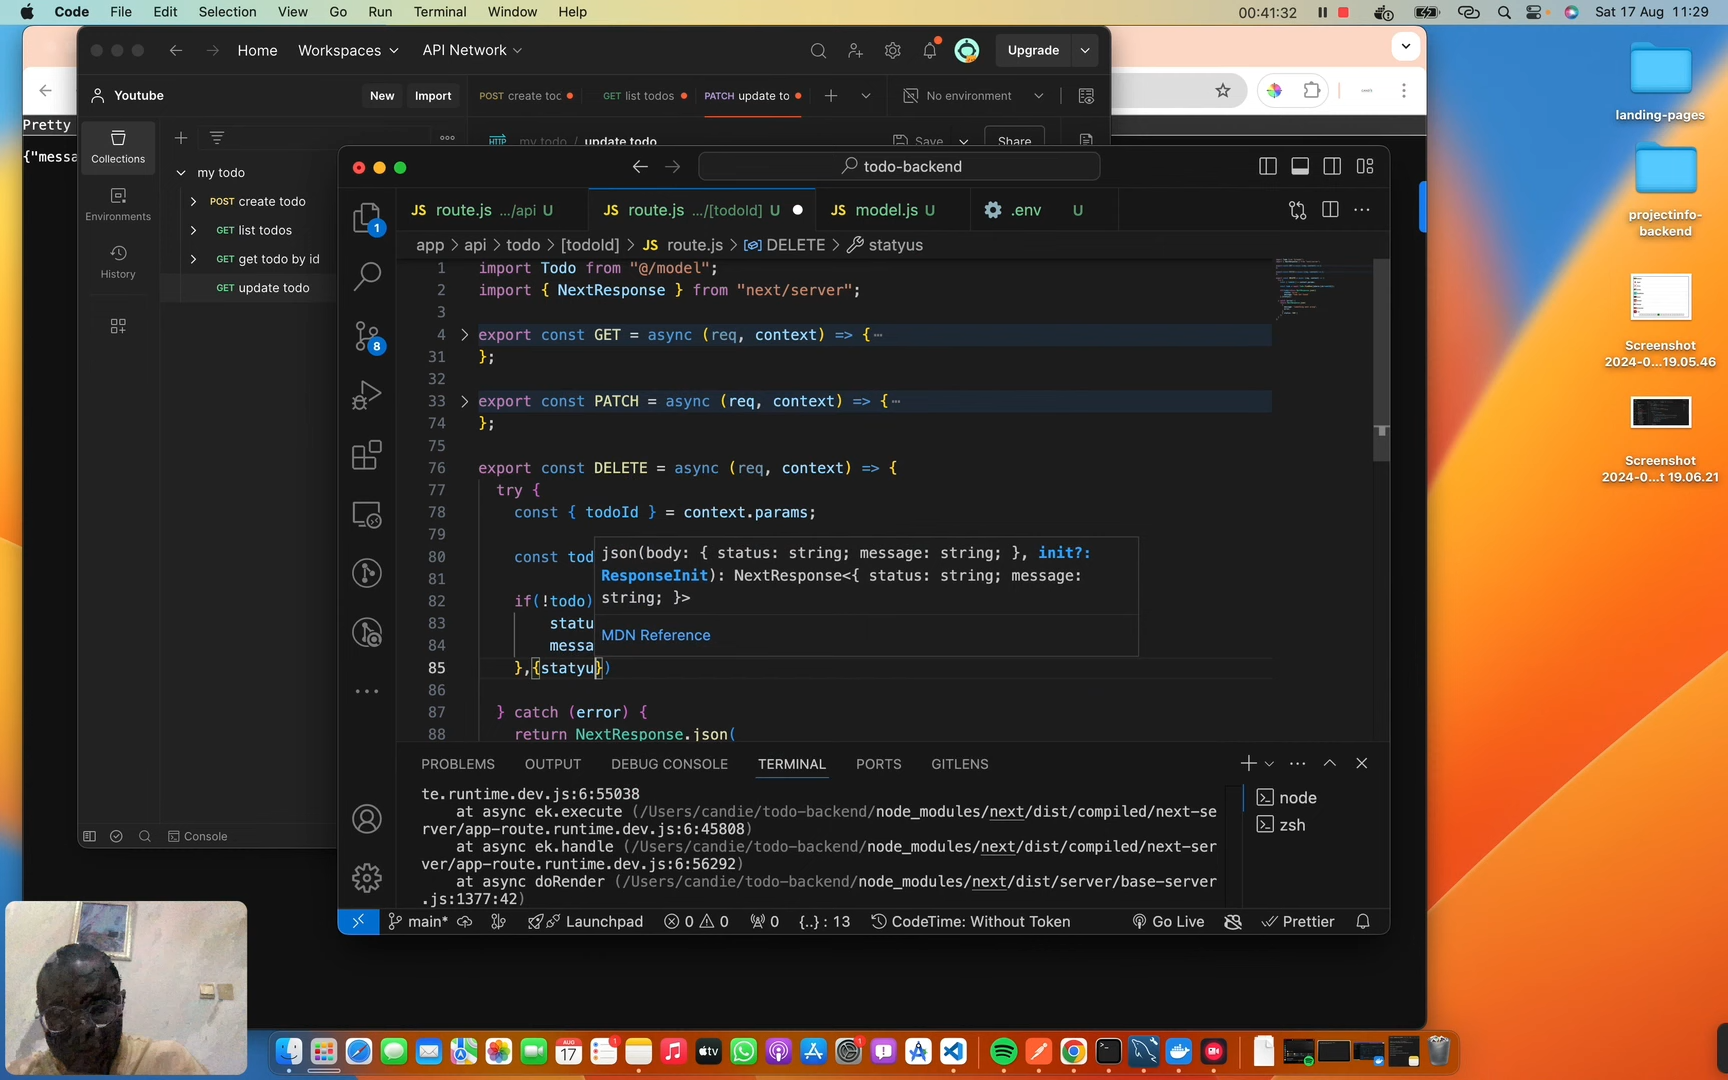 Code File Edit Selection View Go Run Terminal Window Help 00:41:32 Sat 17 Aug 11:29
Home Workspaces API Network Upgrade
Youtube New Import POST create toc GET list todos PATCH update to No environment
Pretty
my todo / update todo Save Share
{"messa
Collections
my todo
POST create todo
Environments
GET list todos
GET get todo by id
History
GET update todo
Console
landing-pages
projectinfo-
backend
Screenshot
2024-0...19.05.46
Screenshot
2024-0...t 19.06.21
todo-backend
1
8
JS route.js .../api U JS route.js .../[todoId] U JS model.js U .env U
app > api > todo > [todoId] > JS route.js > DELETE > statyus
1 import Todo from "@/model";
2 import { NextResponse } from "next/server";
3
4 export const GET = async (req, context) => {⋯
31 };
32
33 export const PATCH = async (req, context) => {⋯
74 };
75
76 export const DELETE = async (req, context) => {
77 try {
78 const { todoId } = context.params;
79
80 const tod
81
82 if(!todo)
83 statu
84 messa
85 },{statyu})
86
87 } catch (error) {
88 return NextResponse.json(
json(body: { status: string; message: string; }, init?:
ResponseInit): NextResponse<{ status: string; message:
string; }>
MDN Reference
PROBLEMS OUTPUT DEBUG CONSOLE TERMINAL PORTS GITLENS
te.runtime.dev.js:6:55038
at async ek.execute (/Users/candie/todo-backend/node_modules/next/dist/compiled/next-se
rver/app-route.runtime.dev.js:6:45808)
at async ek.handle (/Users/candie/todo-backend/node_modules/next/dist/compiled/next-ser
ver/app-route.runtime.dev.js:6:56292)
at async doRender (/Users/candie/todo-backend/node_modules/next/dist/server/base-server
.js:1377:42)
node
zsh
main* Launchpad 0 0 0 {..} : 13 CodeTime: Without Token Go Live Prettier
AUG
17
1
tv
1